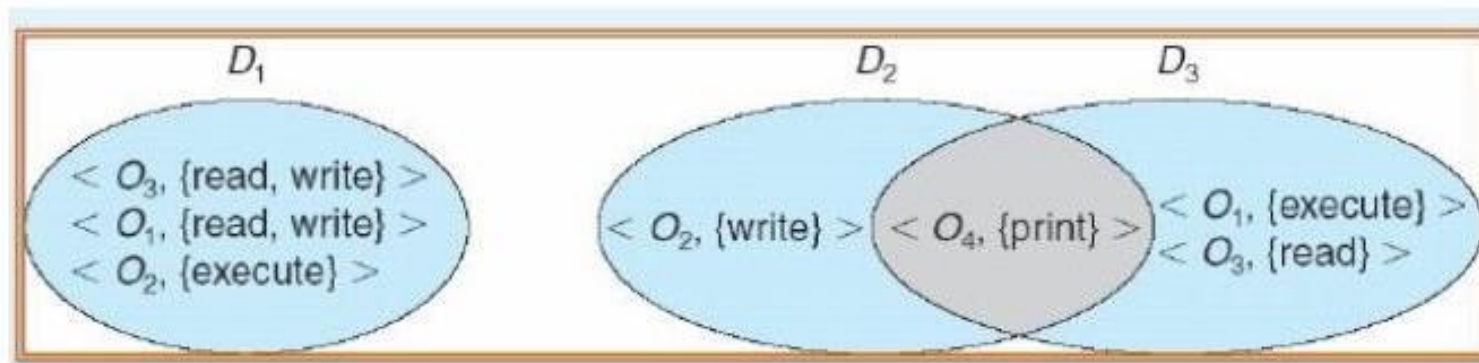 D₁
D₂
D₃
< O₃, {read, write} >
< O₁, {read, write} >
< O₂, {execute} >
< O₂, {write} >
< O₄, {print} >
< O₁, {execute} >
< O₃, {read} >